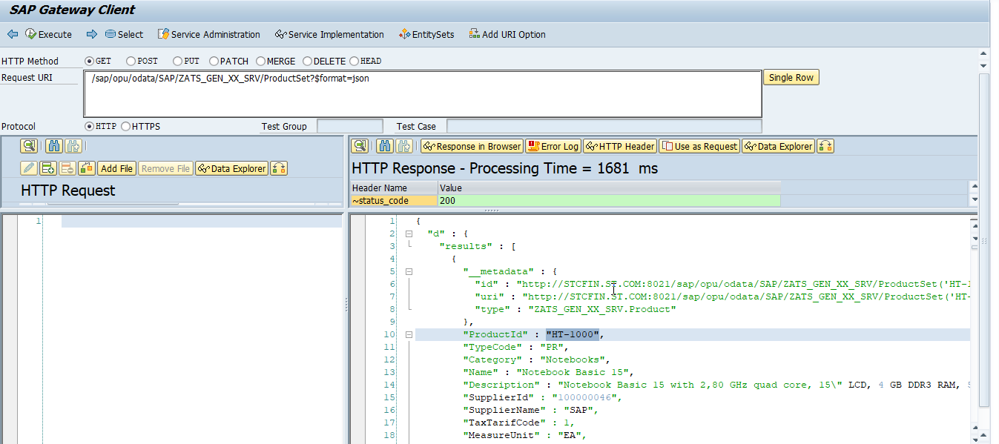 SAP Gateway Client
Execute Select Service Administration Service Implementation EntitySets Add URI Option
HTTP Method GET POST PUT PATCH MERGE DELETE HEAD
Request URI /sap/opu/odata/SAP/ZATS_GEN_XX_SRV/ProductSet?$format=json Single Row
Protocol HTTP HTTPS Test Group Test Case
Add File Remove File Data Explorer
HTTP Request
1
Response in Browser Error Log HTTP Header Use as Request Data Explorer
HTTP Response - Processing Time = 1681 ms
Header Name Value
~status_code 200
1 {
2 "d" : {
3 "results" : [
4 {
5 "__metadata" : {
6 "id" : "http://STCFIN.ST.COM:8021/sap/opu/odata/SAP/ZATS_GEN_XX_SRV/ProductSet('HT-1
7 "uri" : "http://STCFIN.ST.COM:8021/sap/opu/odata/SAP/ZATS_GEN_XX_SRV/ProductSet('HT-
8 "type" : "ZATS_GEN_XX_SRV.Product"
9 },
10 "ProductId" : "HT-1000",
11 "TypeCode" : "PR",
12 "Category" : "Notebooks",
13 "Name" : "Notebook Basic 15",
14 "Description" : "Notebook Basic 15 with 2,80 GHz quad core, 15\" LCD, 4 GB DDR3 RAM,
15 "SupplierId" : "100000046",
16 "SupplierName" : "SAP",
17 "TaxTarifCode" : 1,
18 "MeasureUnit" : "EA",